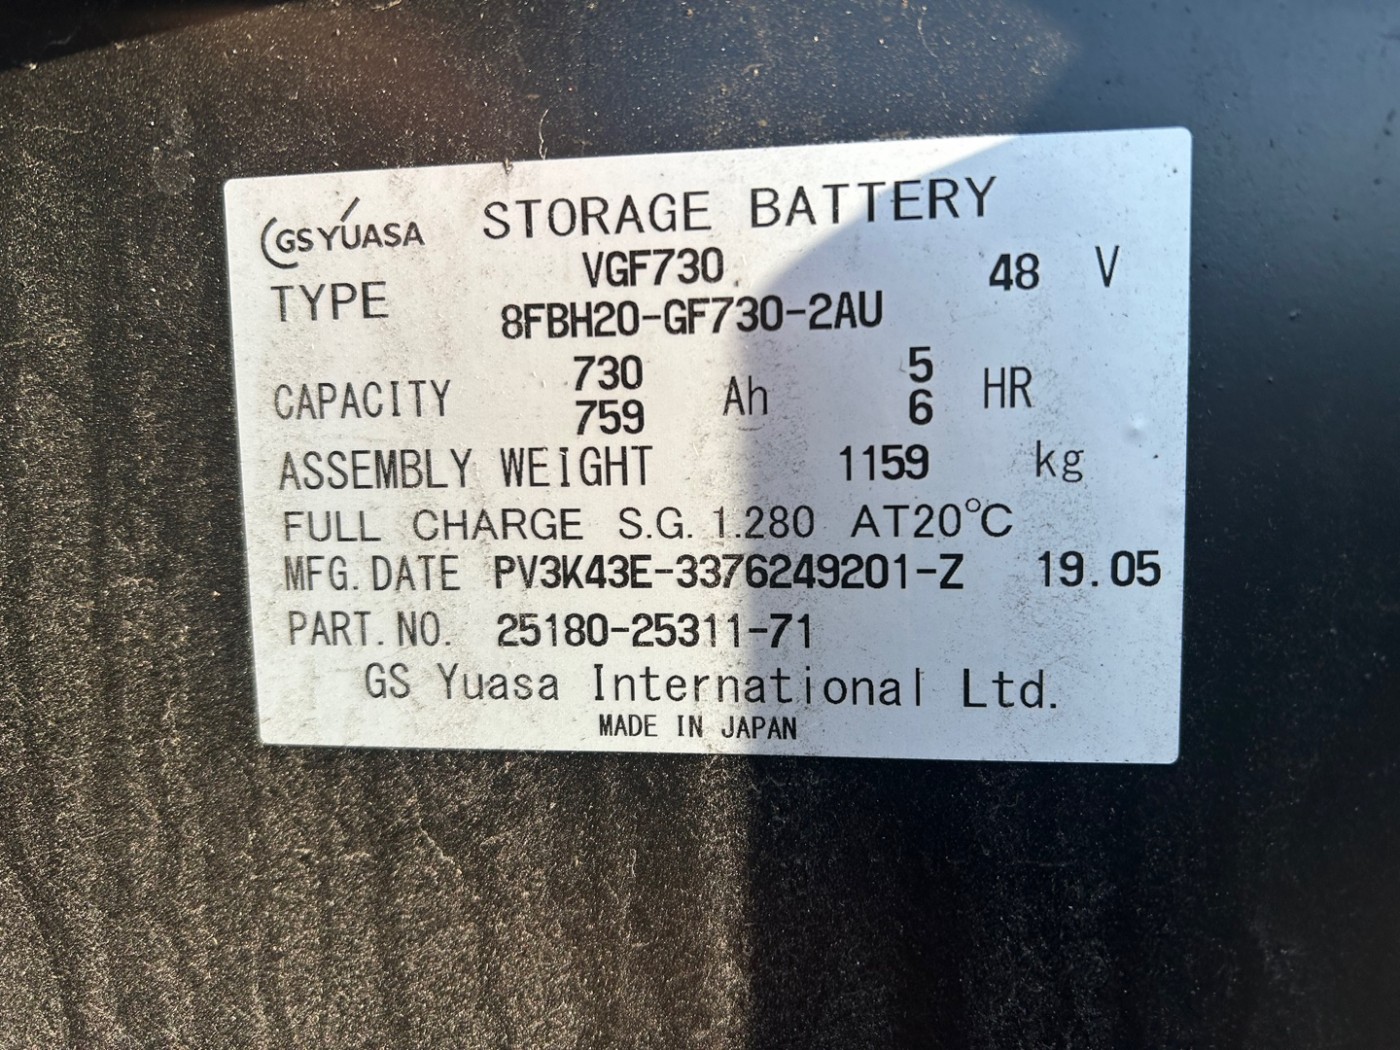 GS YUASA STORAGE BATTERY
VGF730
TYPE 48 V
8FBH20-GF730-2AU
730 5
CAPACITY Ah HR
759 6
ASSEMBLY WEIGHT 1159 kg
FULL CHARGE S.G. 1.280 AT20°C
MFG. DATE PV3K43E-3376249201-Z 19.05
PART. NO. 25180-25311-71
GS Yuasa International Ltd.
MADE IN JAPAN